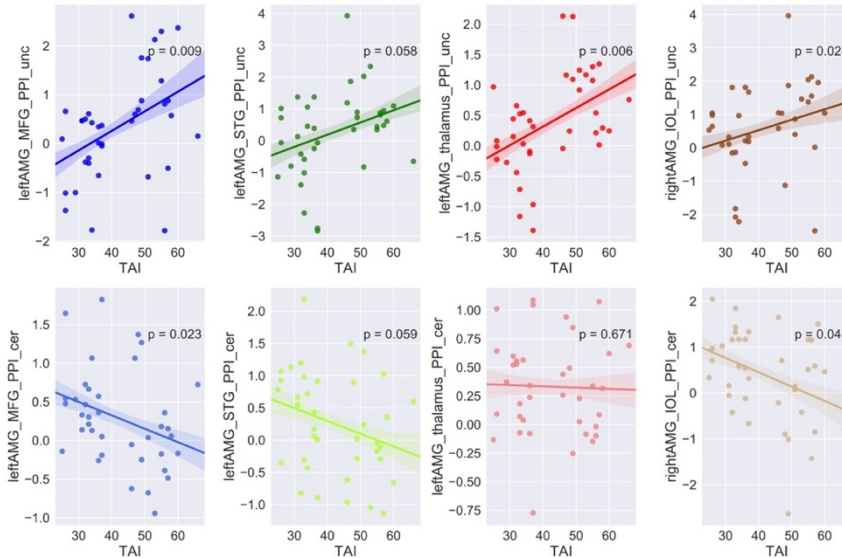 leftAMG_MFG_PPI_unc
2
1
0
−1
−2
p = 0.009
30 40 50 60
TAI
leftAMG_STG_PPI_unc
4
3
2
1
0
−1
−2
−3
p = 0.058
30 40 50 60
TAI
leftAMG_thalamus_PPI_unc
2.0
1.5
1.0
0.5
0.0
−0.5
−1.0
−1.5
p = 0.006
30 40 50 60
TAI
rightAMG_IOL_PPI_unc
4
3
2
1
0
−1
−2
p = 0.02
30 40 50 60
TAI
leftAMG_MFG_PPI_cer
1.5
1.0
0.5
0.0
−0.5
−1.0
p = 0.023
30 40 50 60
TAI
leftAMG_STG_PPI_cer
2.0
1.5
1.0
0.5
0.0
−0.5
−1.0
p = 0.059
30 40 50 60
TAI
leftAMG_thalamus_PPI_cer
1.00
0.75
0.50
0.25
0.00
−0.25
−0.50
−0.75
p = 0.671
30 40 50 60
TAI
rightAMG_IOL_PPI_cer
2
1
0
−1
−2
p = 0.04
30 40 50 60
TAI